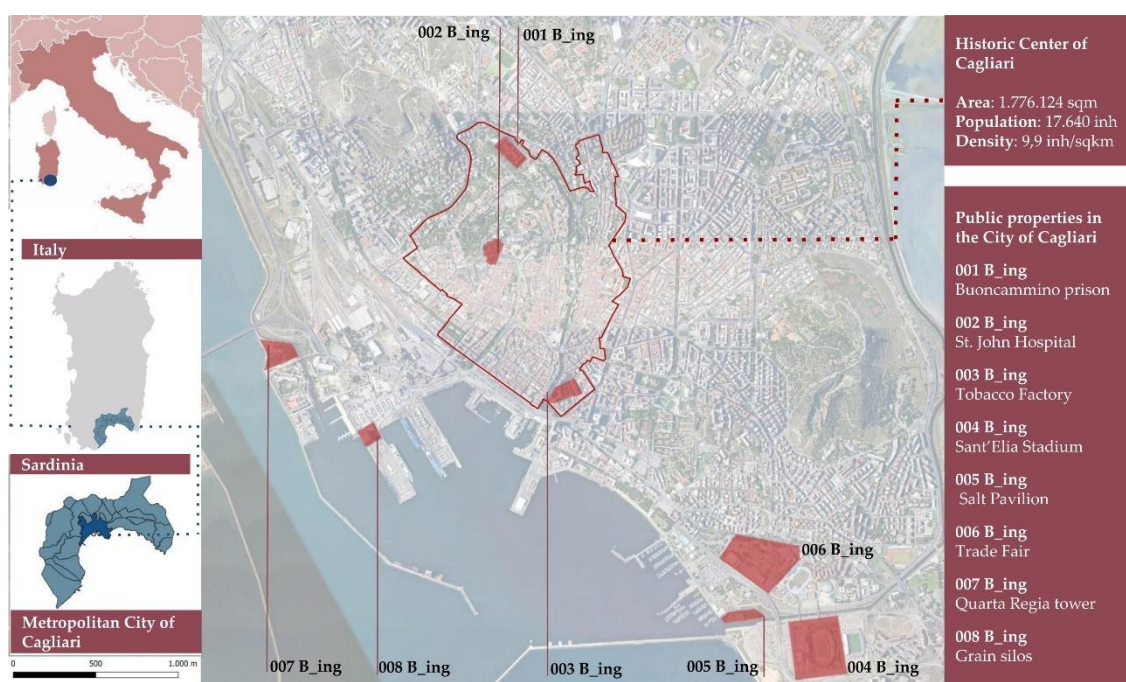 002 B_ing
001 B_ing
Italy
Sardinia
Metropolitan City of
Cagliari
0 500 1.000 m
006 B_ing
007 B_ing
008 B_ing
003 B_ing
005 B_ing
004 B_ing
Historic Center of
Cagliari
Area: 1.776.124 sqm
Population: 17.640 inh
Density: 9,9 inh/sqkm
Public properties in
the City of Cagliari
001 B_ing
Buoncammino prison
002 B_ing
St. John Hospital
003 B_ing
Tobacco Factory
004 B_ing
Sant'Elia Stadium
005 B_ing
Salt Pavilion
006 B_ing
Trade Fair
007 B_ing
Quarta Regia tower
008 B_ing
Grain silos